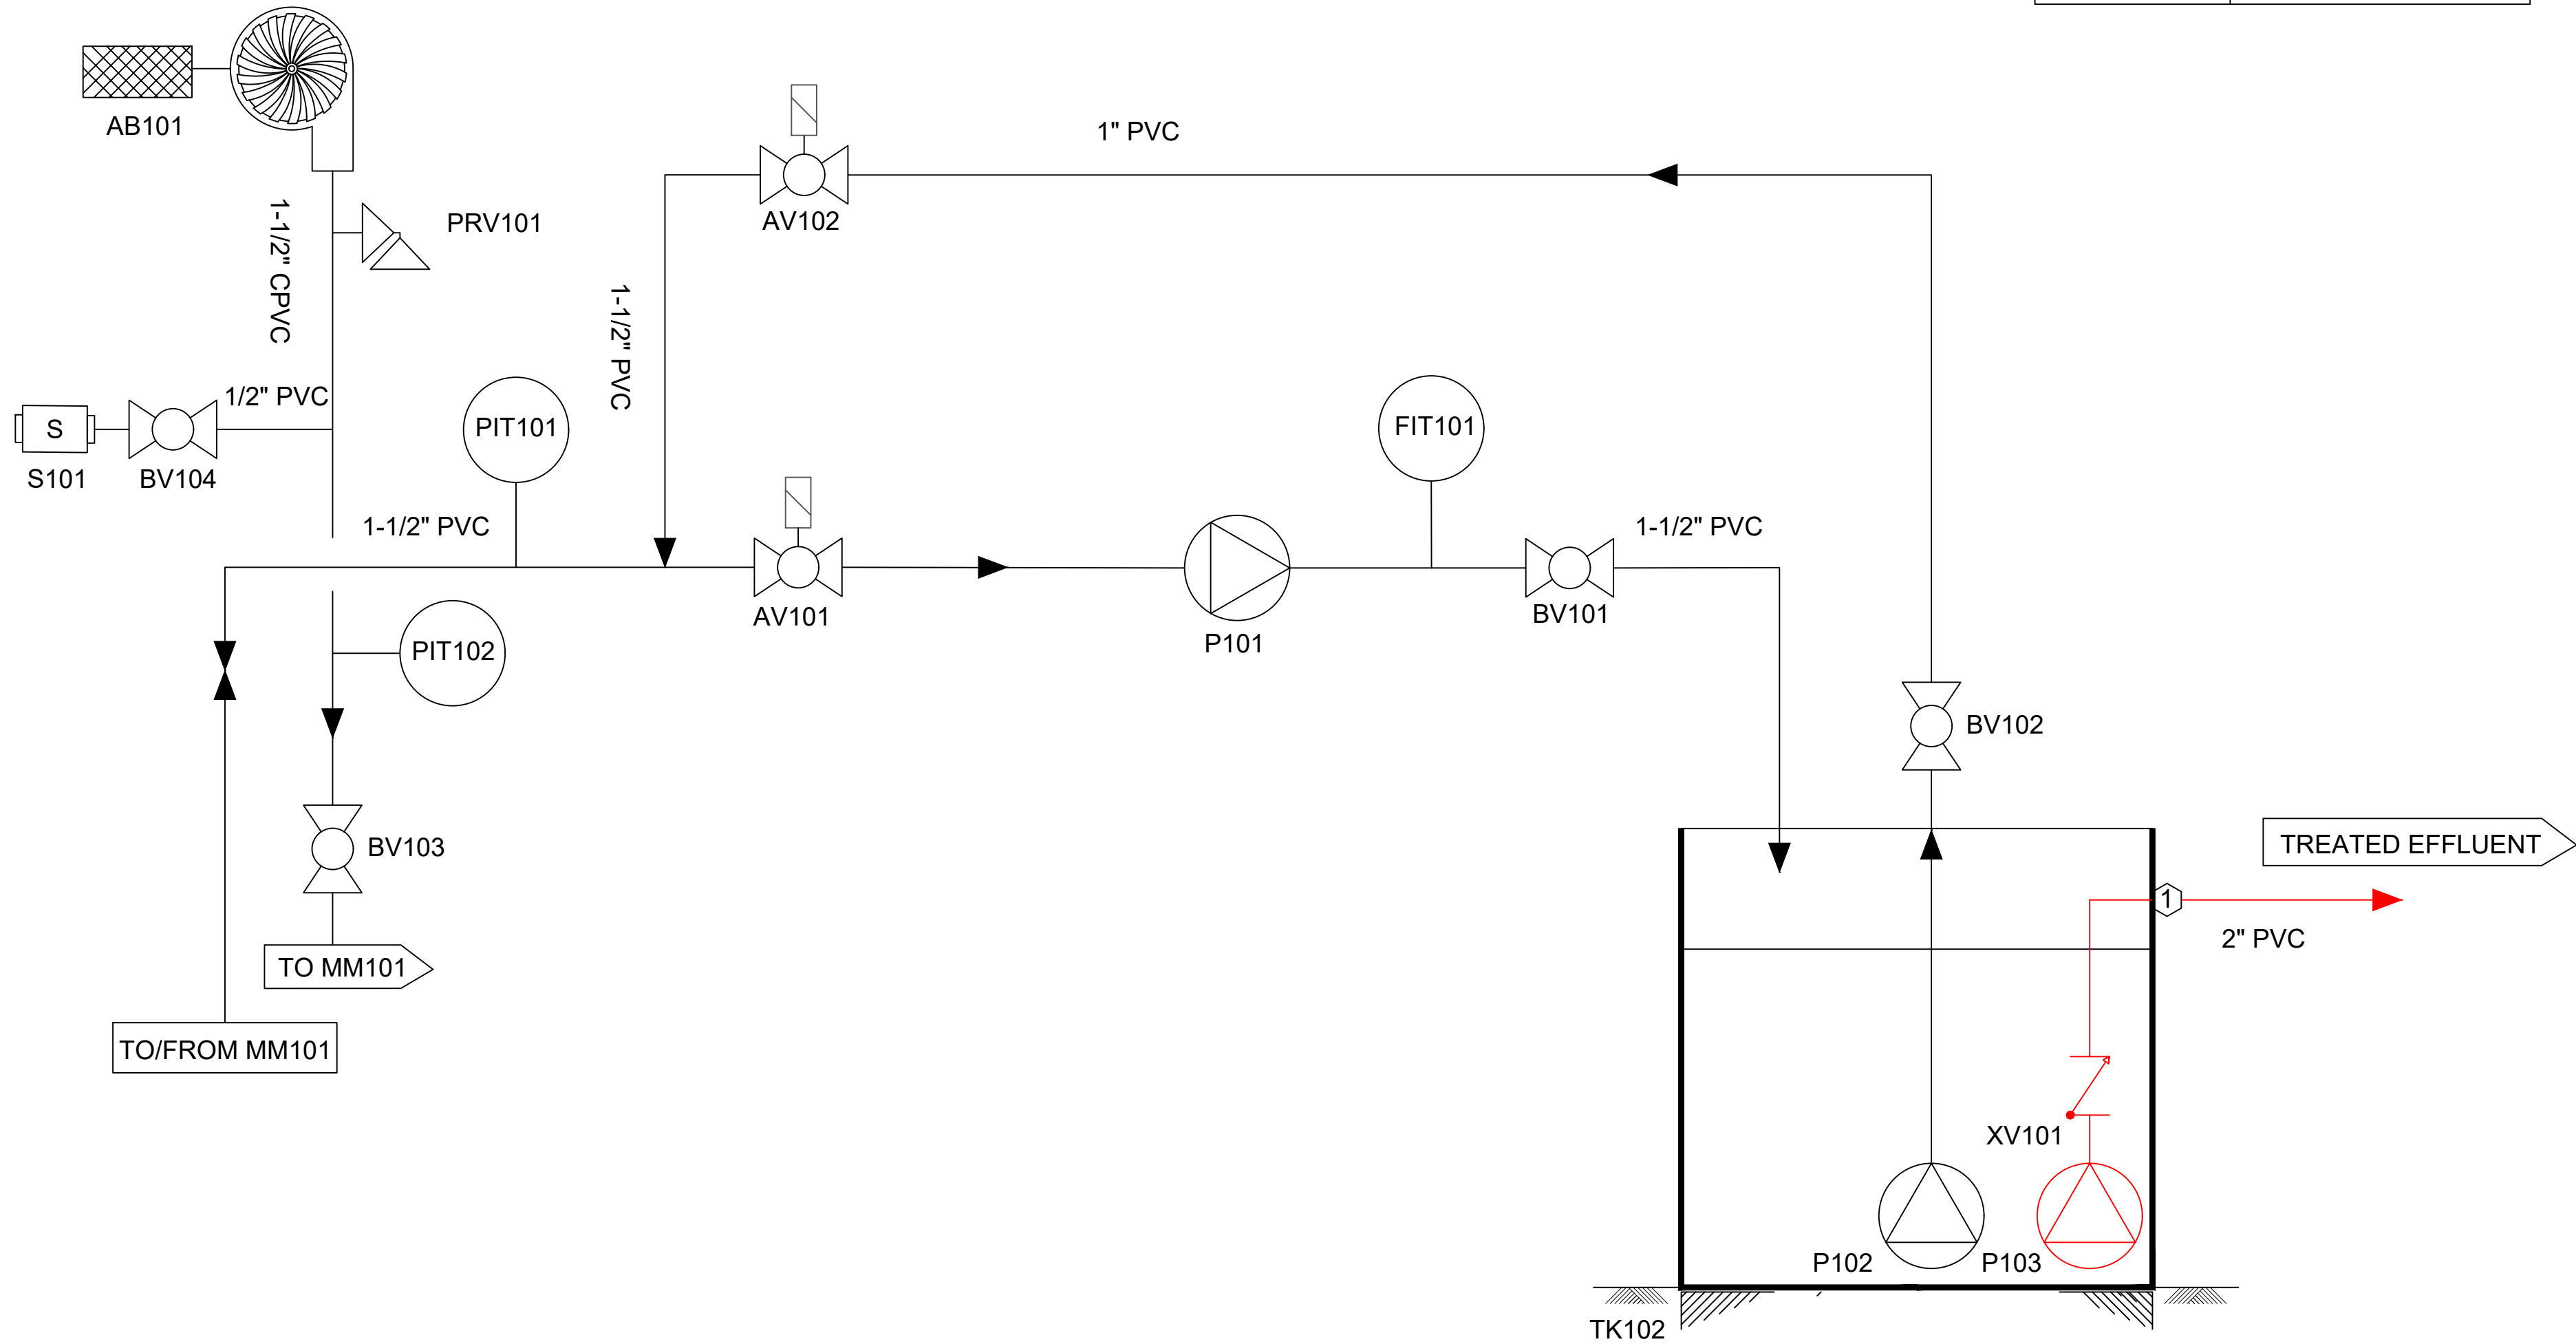 AB101
1" PVC
AV102
PRV101
1-1/2" CPVC
1-1/2" PVC
1/2" PVC
S
S101
BV104
PIT101
FIT101
1-1/2" PVC
1-1/2" PVC
AV101
P101
BV101
PIT102
BV102
BV103
TREATED EFFLUENT
1
2" PVC
TO MM101
TO/FROM MM101
XV101
P102
P103
TK102